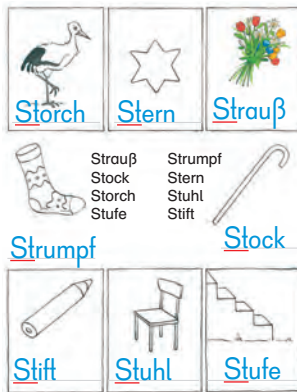 Storch Stern Strauß
Strauß Strumpf
Stock Stern
Storch Stuhl
Stufe Stift
Strumpf Stock
Stift Stuhl Stufe